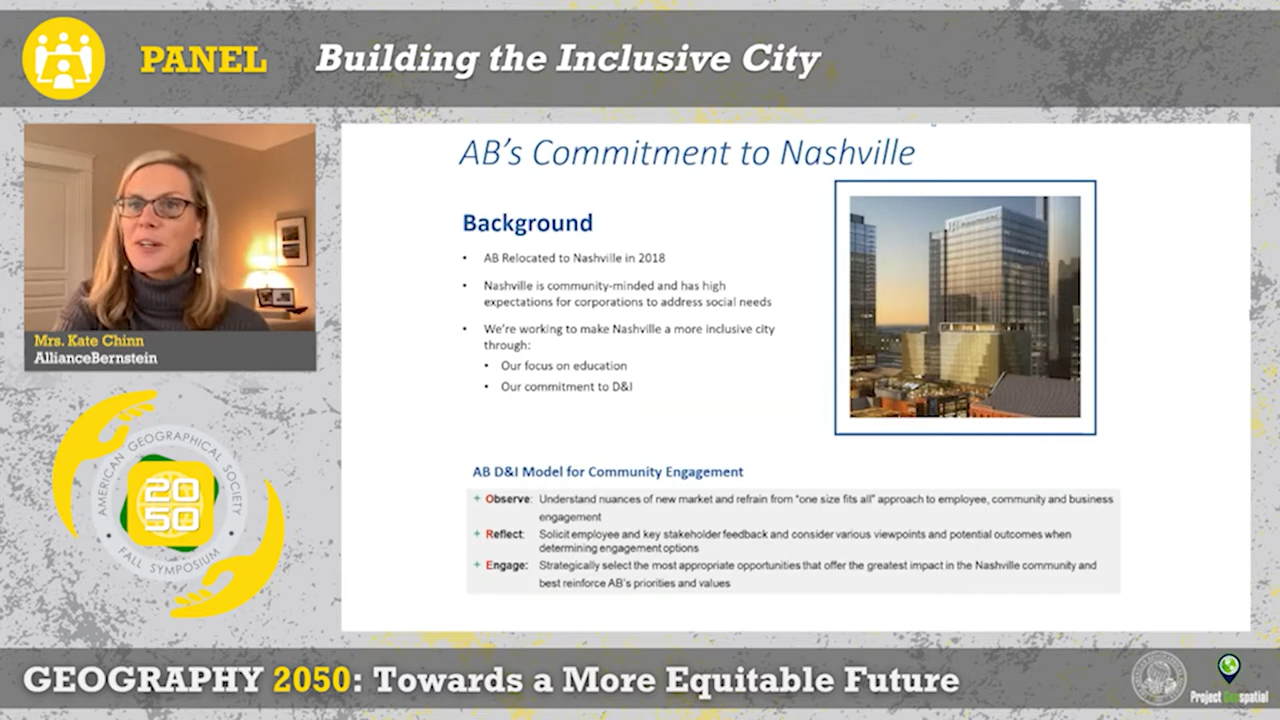 PANEL
Building the Inclusive City
AB's Commitment to Nashville
Background
• AB Relocated to Nashville in 2018
• Nashville is community-minded and has high
expectations for corporations to address social needs
• We're working to make Nashville a more inclusive city
through:
• Our focus on education
• Our commitment to D&I
AB D&I Model for Community Engagement
+ Observe: Understand nuances of new market and refrain from "one size fits all" approach to employee, community and business
engagement
+ Reflect: Solicit employee and key stakeholder feedback and consider various viewpoints and potential outcomes when
determining engagement options
+ Engage: Strategically select the most appropriate opportunities that offer the greatest impact in the Nashville community and
best reinforce AB's priorities and values
Mrs. Kate Chinn
AllianceBernstein
AMERICAN GEOGRAPHICAL SOCIETY
20
50
• FALL SYMPOSIUM •
GEOGRAPHY 2050: Towards a More Equitable Future
Project Geospatial